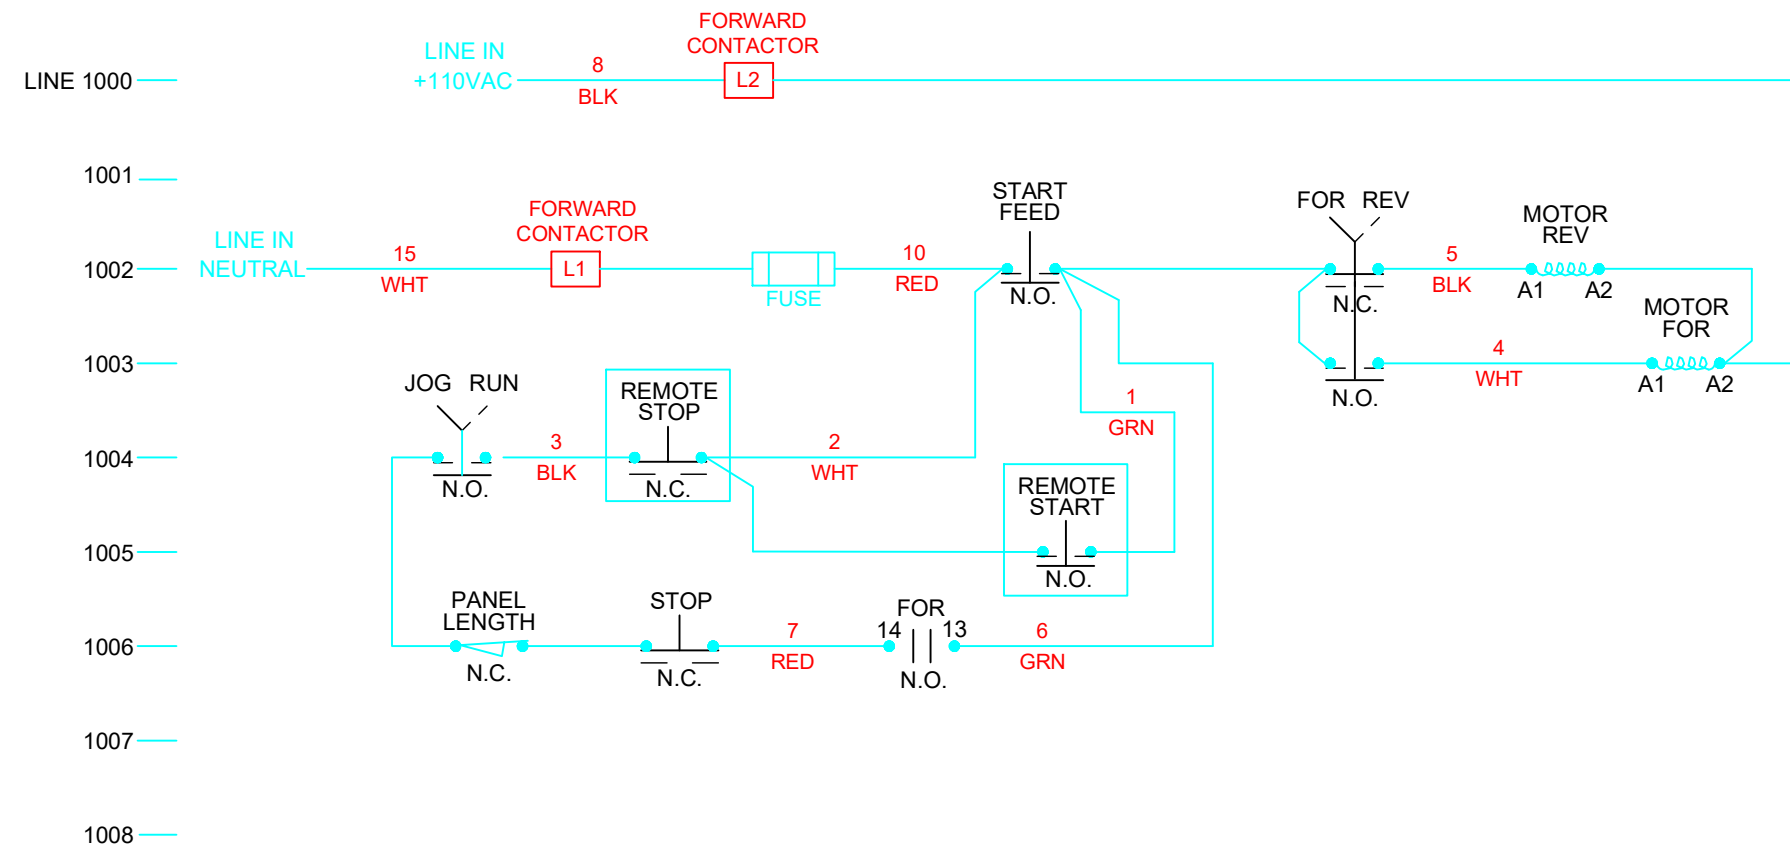 FORWARD
CONTACTOR
LINE IN
+110VAC
8
BLK
L2
LINE 1000
1001
START
FEED
FOR REV
FORWARD
CONTACTOR
MOTOR
REV
LINE IN
NEUTRAL
15
WHT
L1
FUSE
10
RED
N.O.
N.C.
5
BLK
A1 A2
1002
MOTOR
FOR
1003
JOG RUN
REMOTE
STOP
1
GRN
N.O.
4
WHT
A1 A2
1004
N.O.
3
BLK
N.C.
2
WHT
REMOTE
START
1005
N.O.
PANEL
LENGTH
STOP
FOR
1006
N.C.
N.C.
7
RED
14 13
N.O.
6
GRN
1007
1008